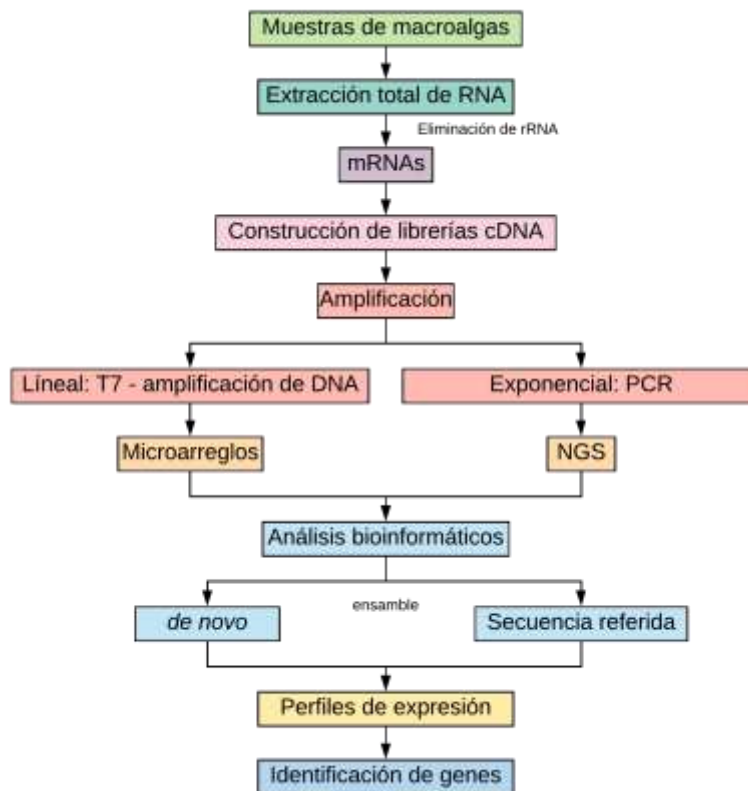 Muestras de macroalgas
Extracción total de RNA
Eliminación de rRNA
mRNAs
Construcción de librerías cDNA
Amplificación
Líneal: T7 - amplificación de DNA
Exponencial: PCR
Microarreglos
NGS
Análisis bioinformáticos
ensamble
de novo
Secuencia referida
Perfiles de expresión
Identificación de genes